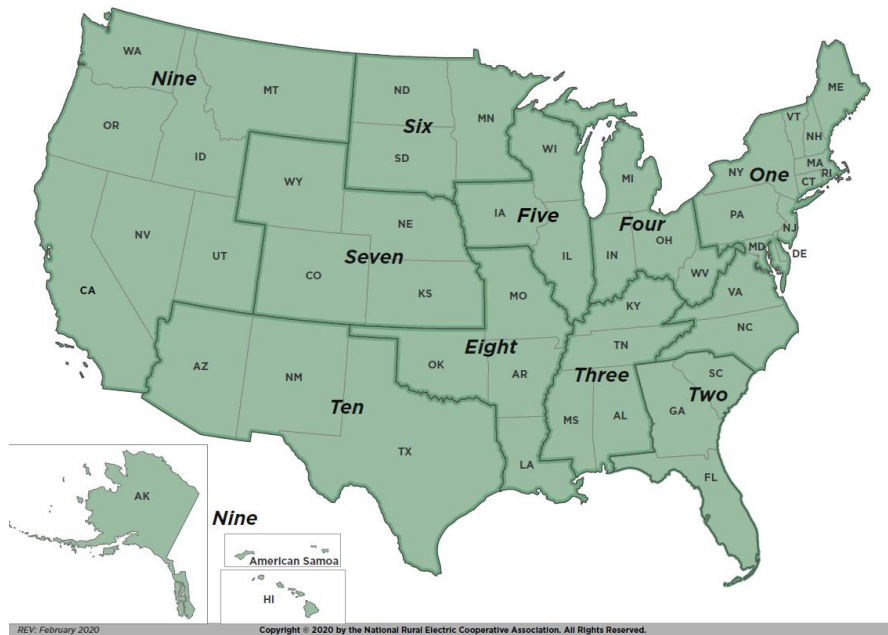 WA
Nine
MT
ND
MN
ME
OR
ID
Six
SD
WI
VT
NH
MI
NY
One
MA
CT
RI
WY
IA
Five
Four
PA
NJ
NV
UT
NE
Seven
CO
KS
IL
IN
OH
MD
DE
WV
VA
CA
MO
KY
NC
AZ
NM
Ten
OK
Eight
AR
TN
Three
SC
Two
MS
AL
GA
TX
LA
FL
AK
Nine
American Samoa
HI
REV: February 2020
Copyright © 2020 by the National Rural Electric Cooperative Association. All Rights Reserved.